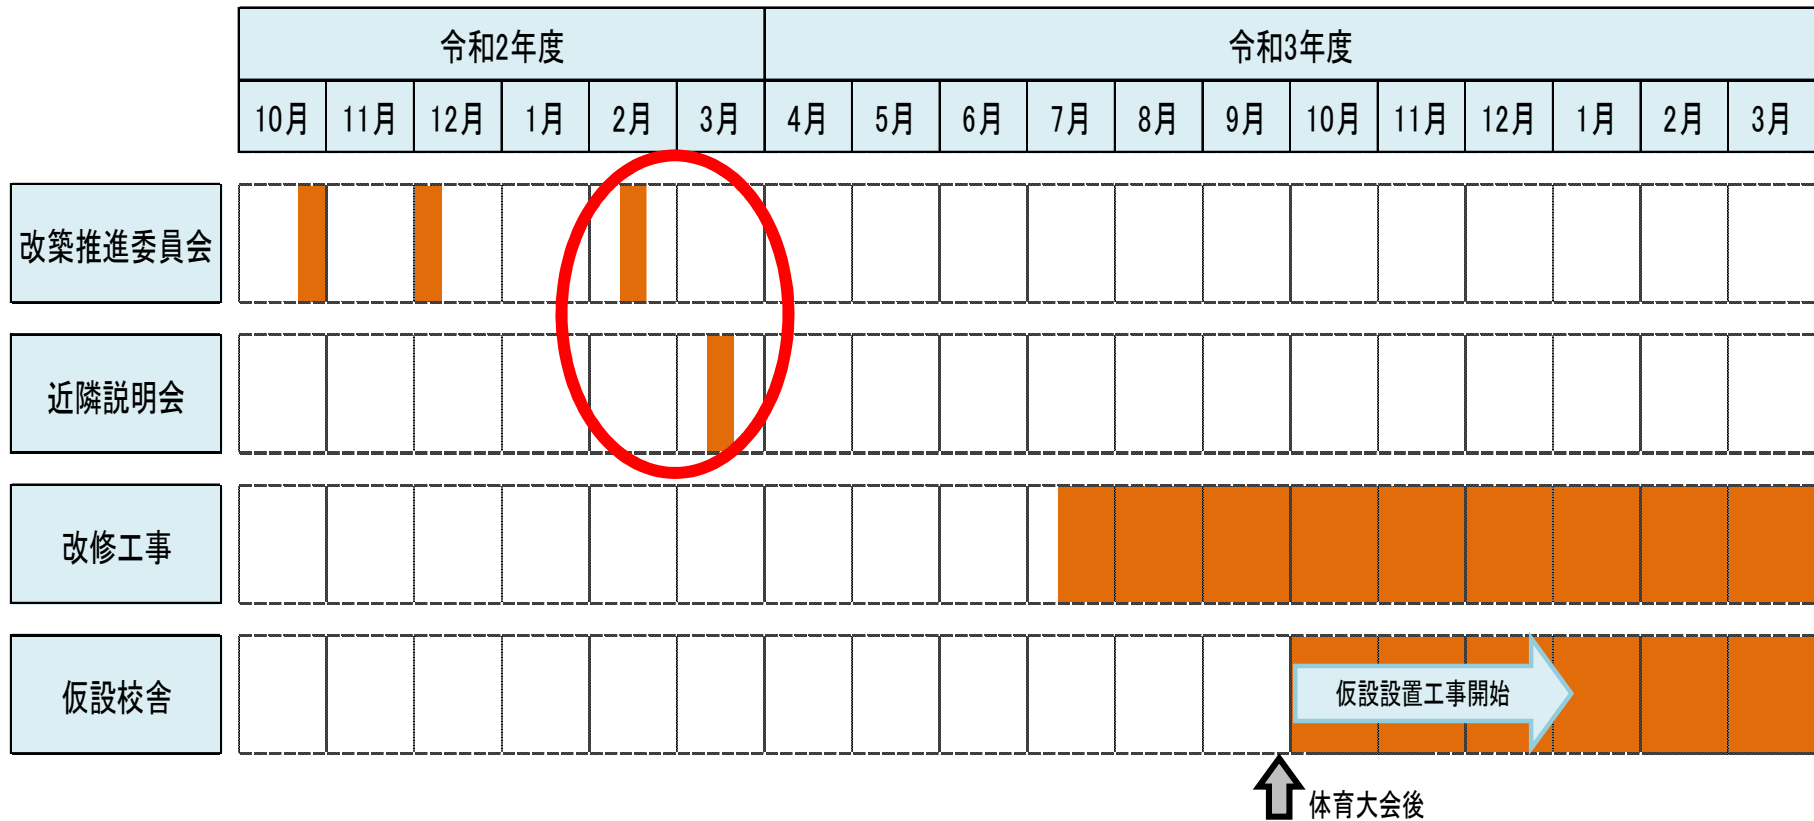 令和2年度 令和3年度
10月 11月 12月 1月 2月 3月 4月 5月 6月 7月 8月 9月 10月 11月 12月 1月 2月 3月
改築推進委員会
近隣説明会
改修工事
仮設校舎
仮設設置工事開始
体育大会後